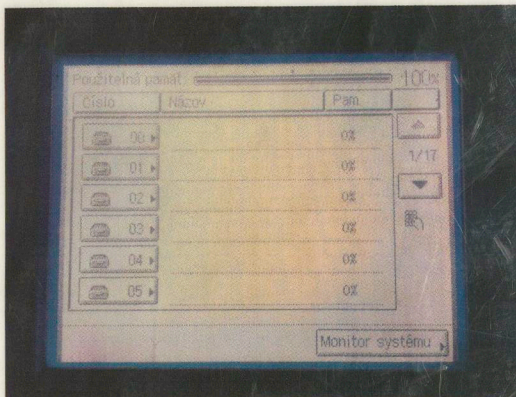 Použitelná pamäť: 100%
Číslo Názov Pam.
00 0%
1/17
01 0%
02 0%
03 0%
04 0%
05 0%
Monitor systému